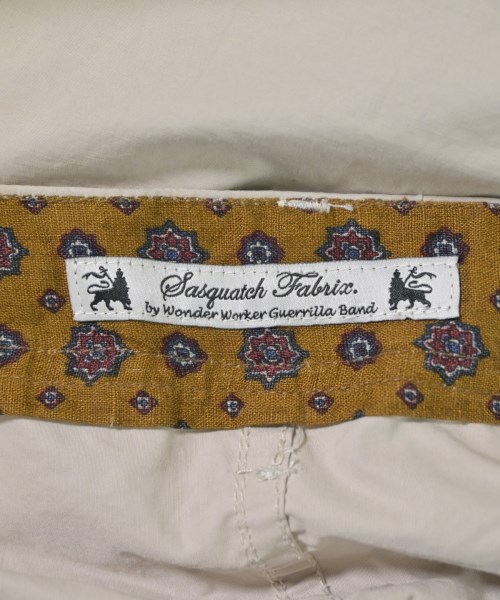 Sasquatch Fabrix.
by Wonder Worker Guerrilla Band